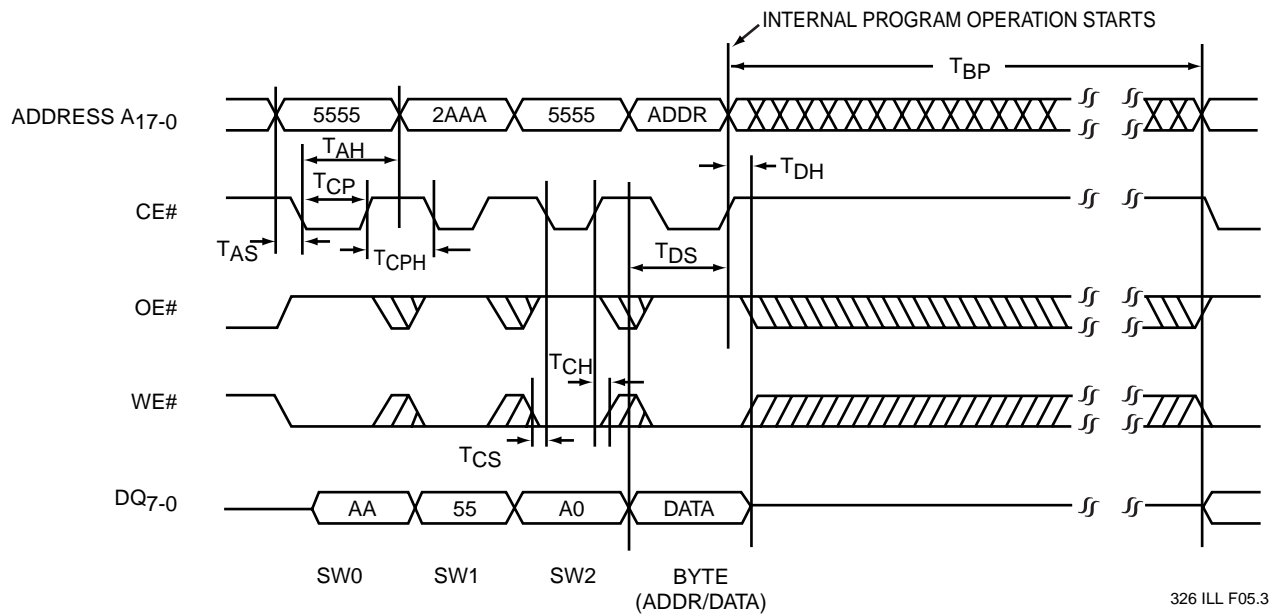 INTERNAL PROGRAM OPERATION STARTS
TBP
ADDRESS A17-0
5555
2AAA
5555
ADDR
TAH
TDH
TCP
CE#
TAS
TCPH
TDS
OE#
TCH
WE#
TCS
DQ7-0
AA
55
A0
DATA
SW0
SW1
SW2
BYTE
(ADDR/DATA)
326 ILL F05.3